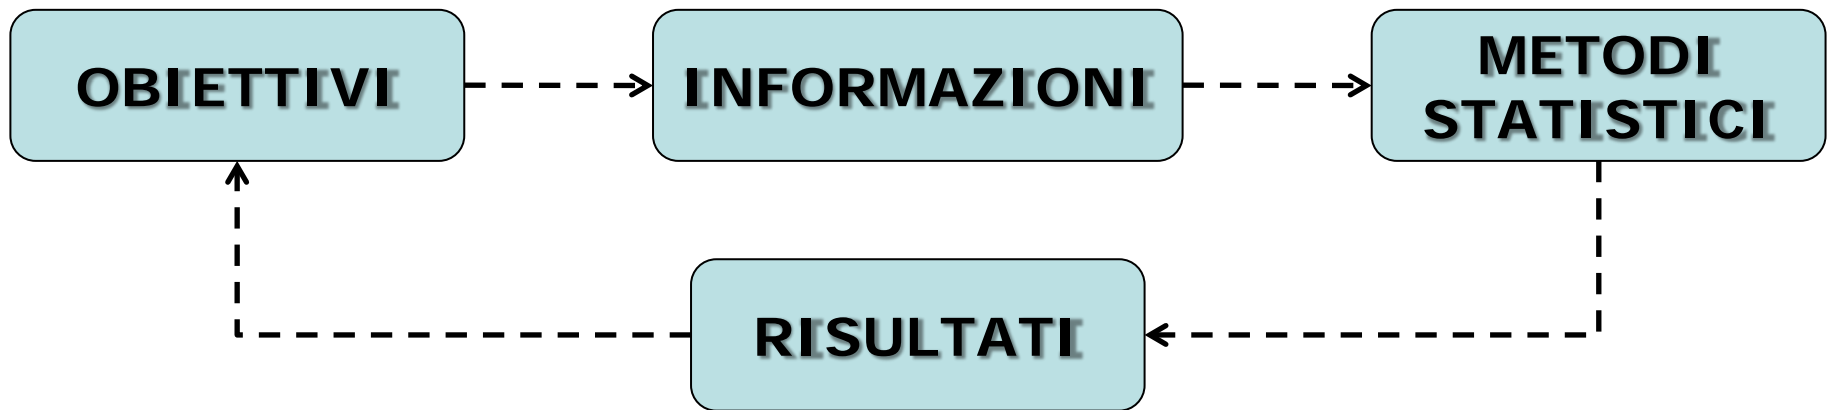 OBIETTIVI
INFORMAZIONI
METODI
STATISTICI
RISULTATI